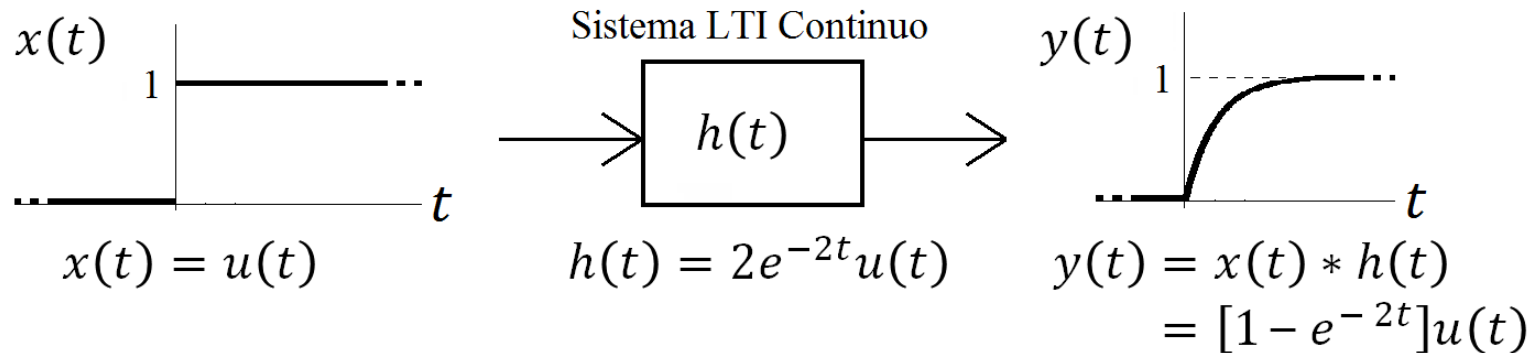 Sistema LTI Continuo
x(t)
1
t
x(t) = u(t)
h(t)
h(t) = 2e^{-2t}u(t)
y(t)
1
t
y(t) = x(t) ∗ h(t)
= [1 − e^{− 2t}]u(t)